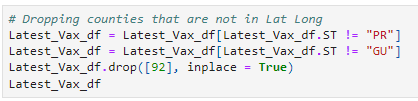 # Dropping counties that are not in Lat Long
Latest_Vax_df = Latest_Vax_df[Latest_Vax_df.ST != "PR"]
Latest_Vax_df = Latest_Vax_df[Latest_Vax_df.ST != "GU"]
Latest_Vax_df.drop([92], inplace = True)
Latest_Vax_df